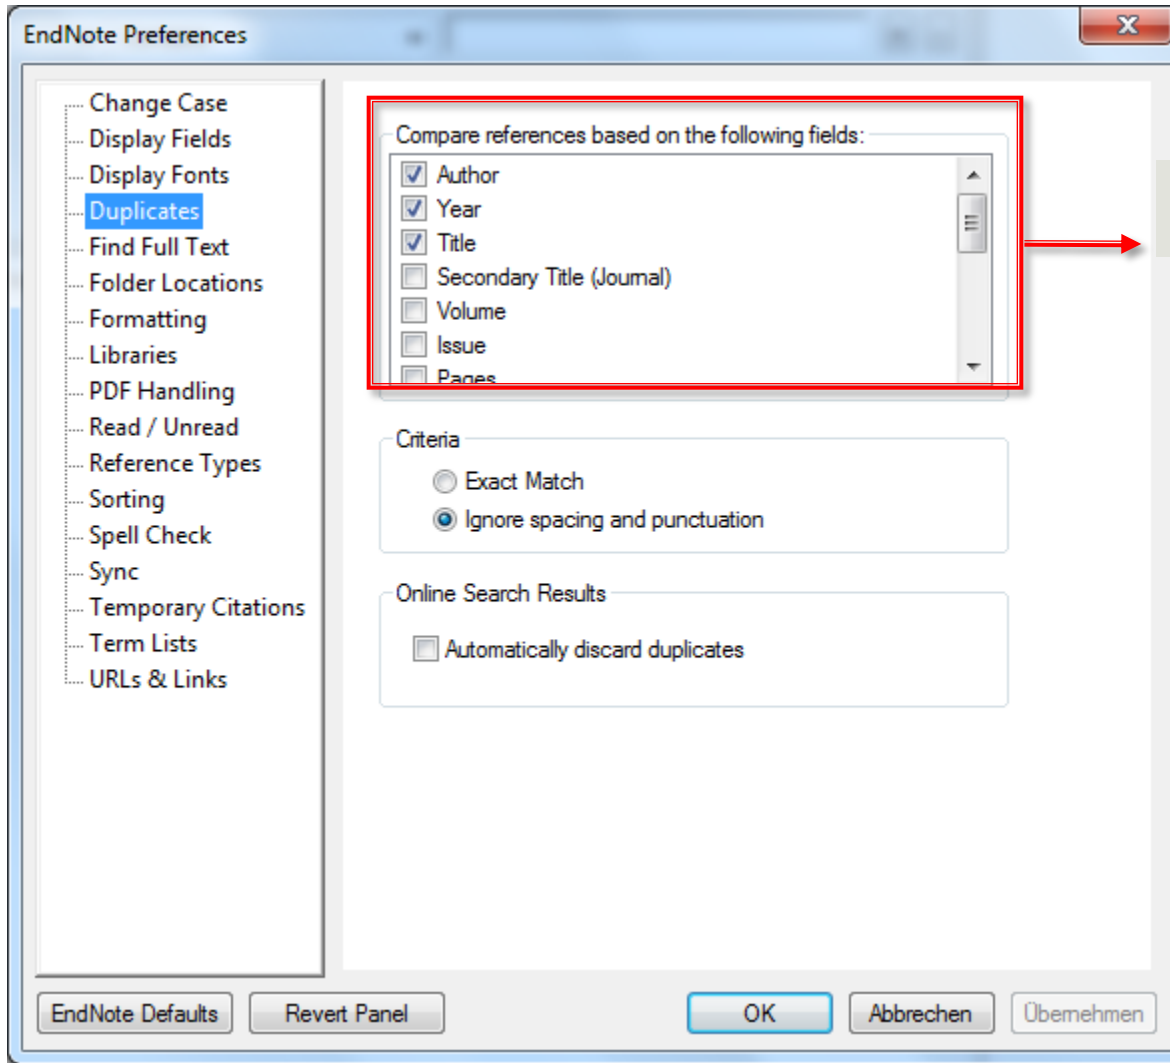 EndNote Preferences
Change Case
Display Fields
Display Fonts
Duplicates
Find Full Text
Folder Locations
Formatting
Libraries
PDF Handling
Read / Unread
Reference Types
Sorting
Spell Check
Sync
Temporary Citations
Term Lists
URLs & Links
Compare references based on the following fields:
Author
Year
Title
Secondary Title (Journal)
Volume
Issue
Pages
Criteria
Exact Match
Ignore spacing and punctuation
Online Search Results
Automatically discard duplicates
EndNote Defaults
Revert Panel
OK
Abbrechen
Übernehmen